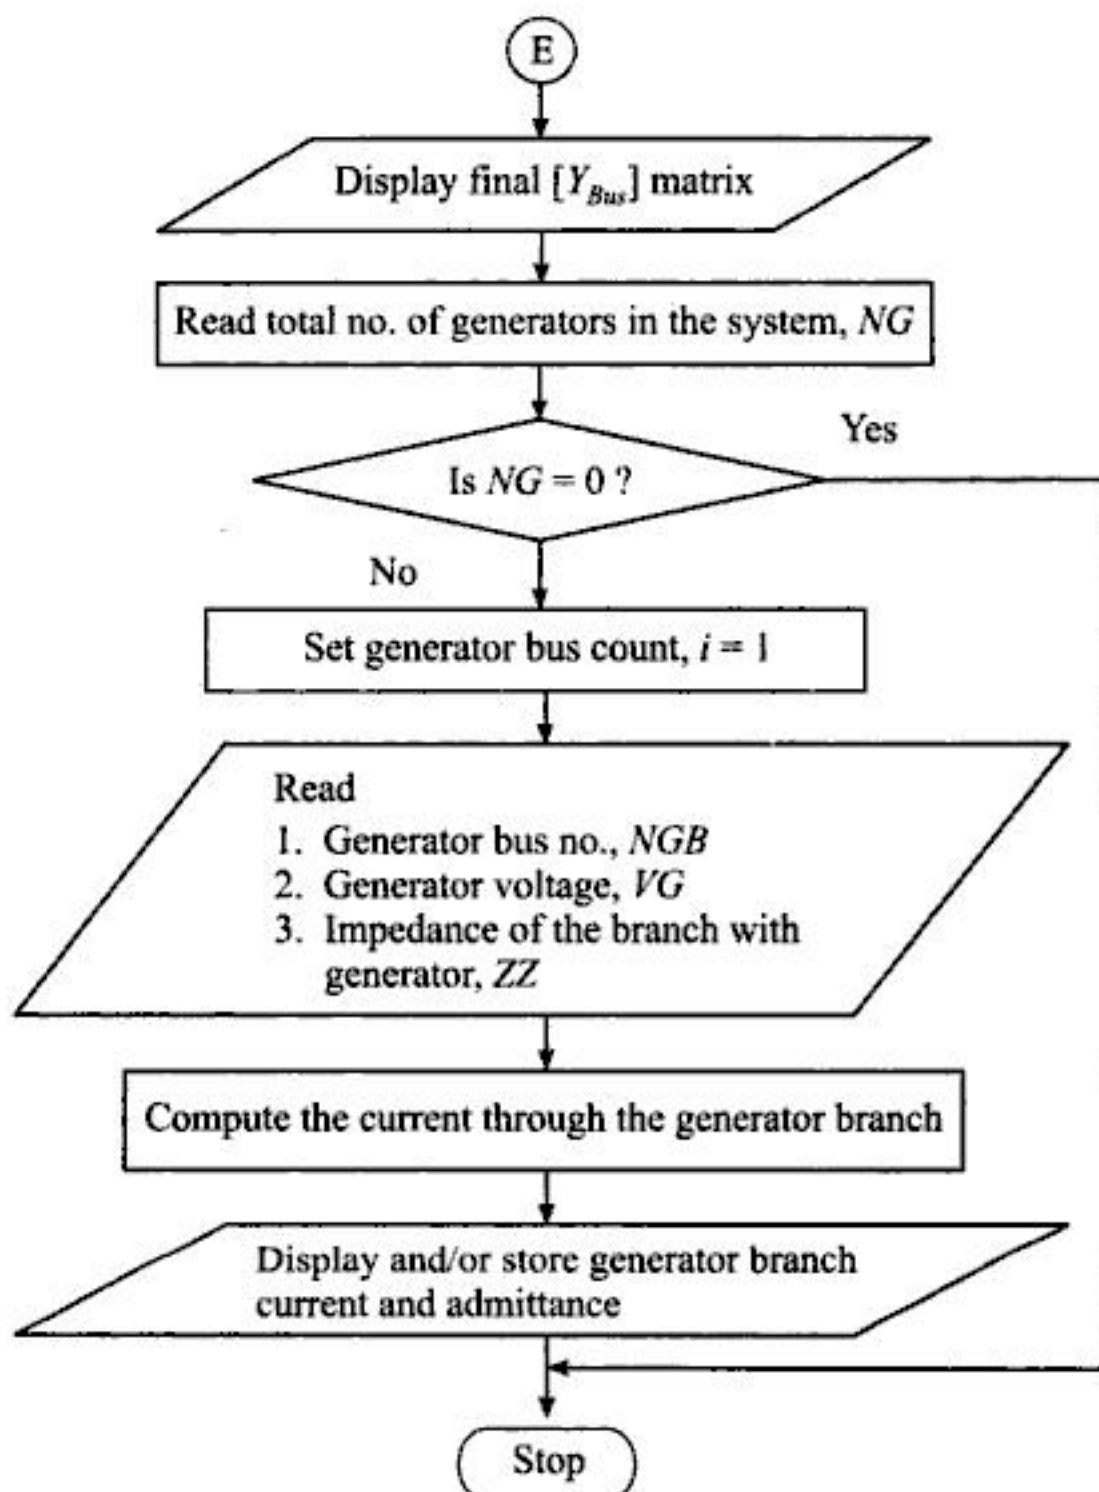 E
Display final [Y_Bus] matrix
Read total no. of generators in the system, NG
Yes
Is NG = 0 ?
No
Set generator bus count, i = 1
Read
1. Generator bus no., NGB
2. Generator voltage, VG
3. Impedance of the branch with
generator, ZZ
Compute the current through the generator branch
Display and/or store generator branch
current and admittance
Stop